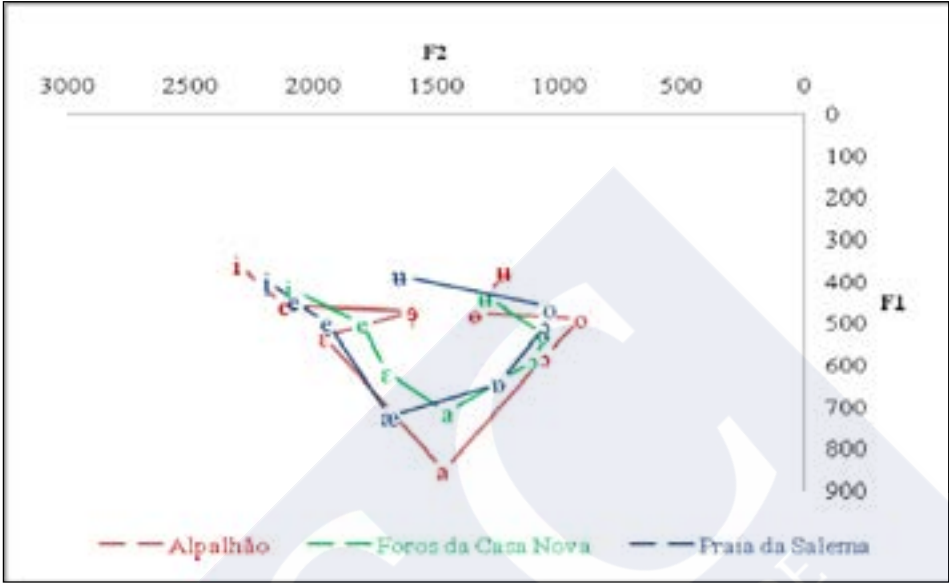 F2
3000 2500 2000 1500 1000 500 0
0
100
200
300
400
500
600
700
800
900
F1
i i i
e e e
ɛ
ɛ
æ
a
a
ʉ
u
ɵ
o
o
ɔ
ɒ
Alpalhão Foros da Casa Nova Praia da Salema